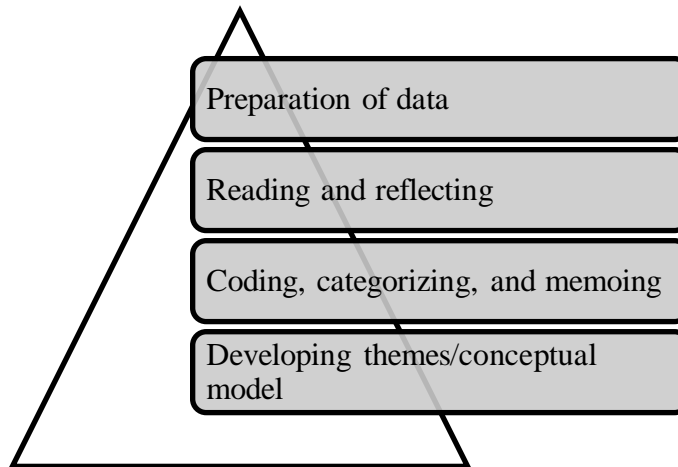 Preparation of data
Reading and reflecting
Coding, categorizing, and memoing
Developing themes/conceptual
model